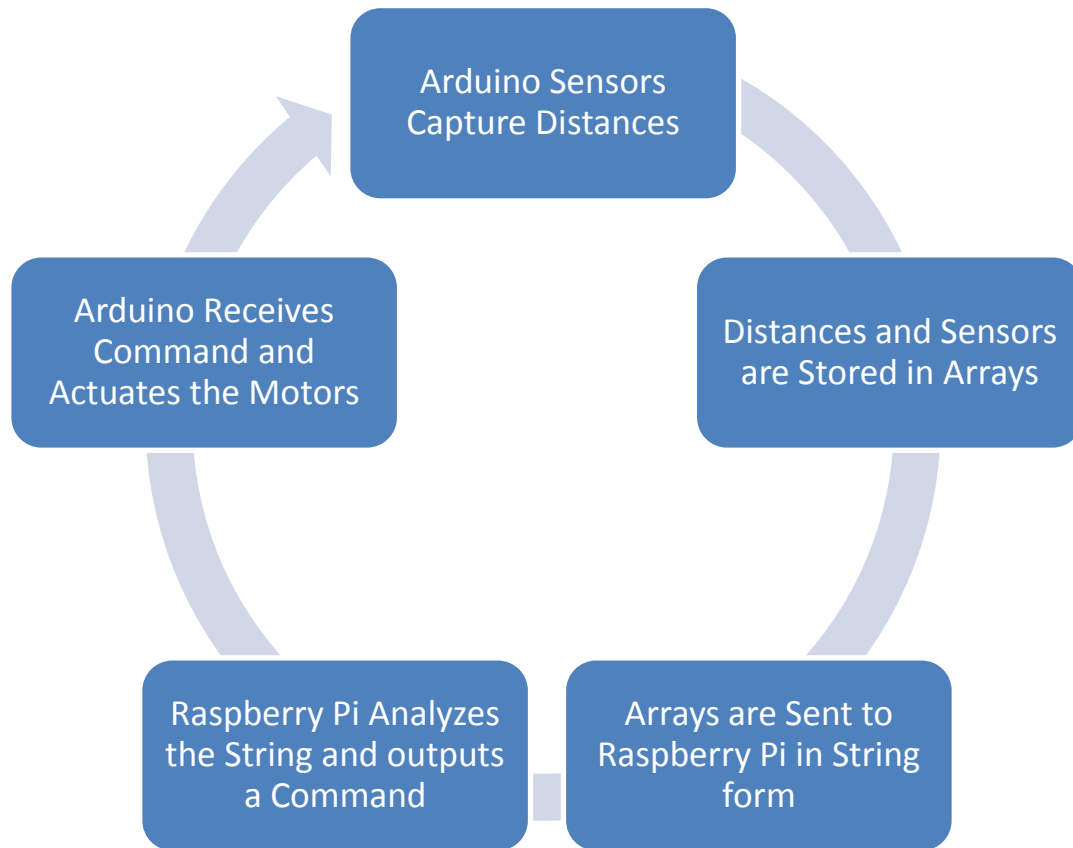 Arduino Sensors
Capture Distances
Distances and Sensors
are Stored in Arrays
Arrays are Sent to
Raspberry Pi in String
form
Raspberry Pi Analyzes
the String and outputs
a Command
Arduino Receives
Command and
Actuates the Motors